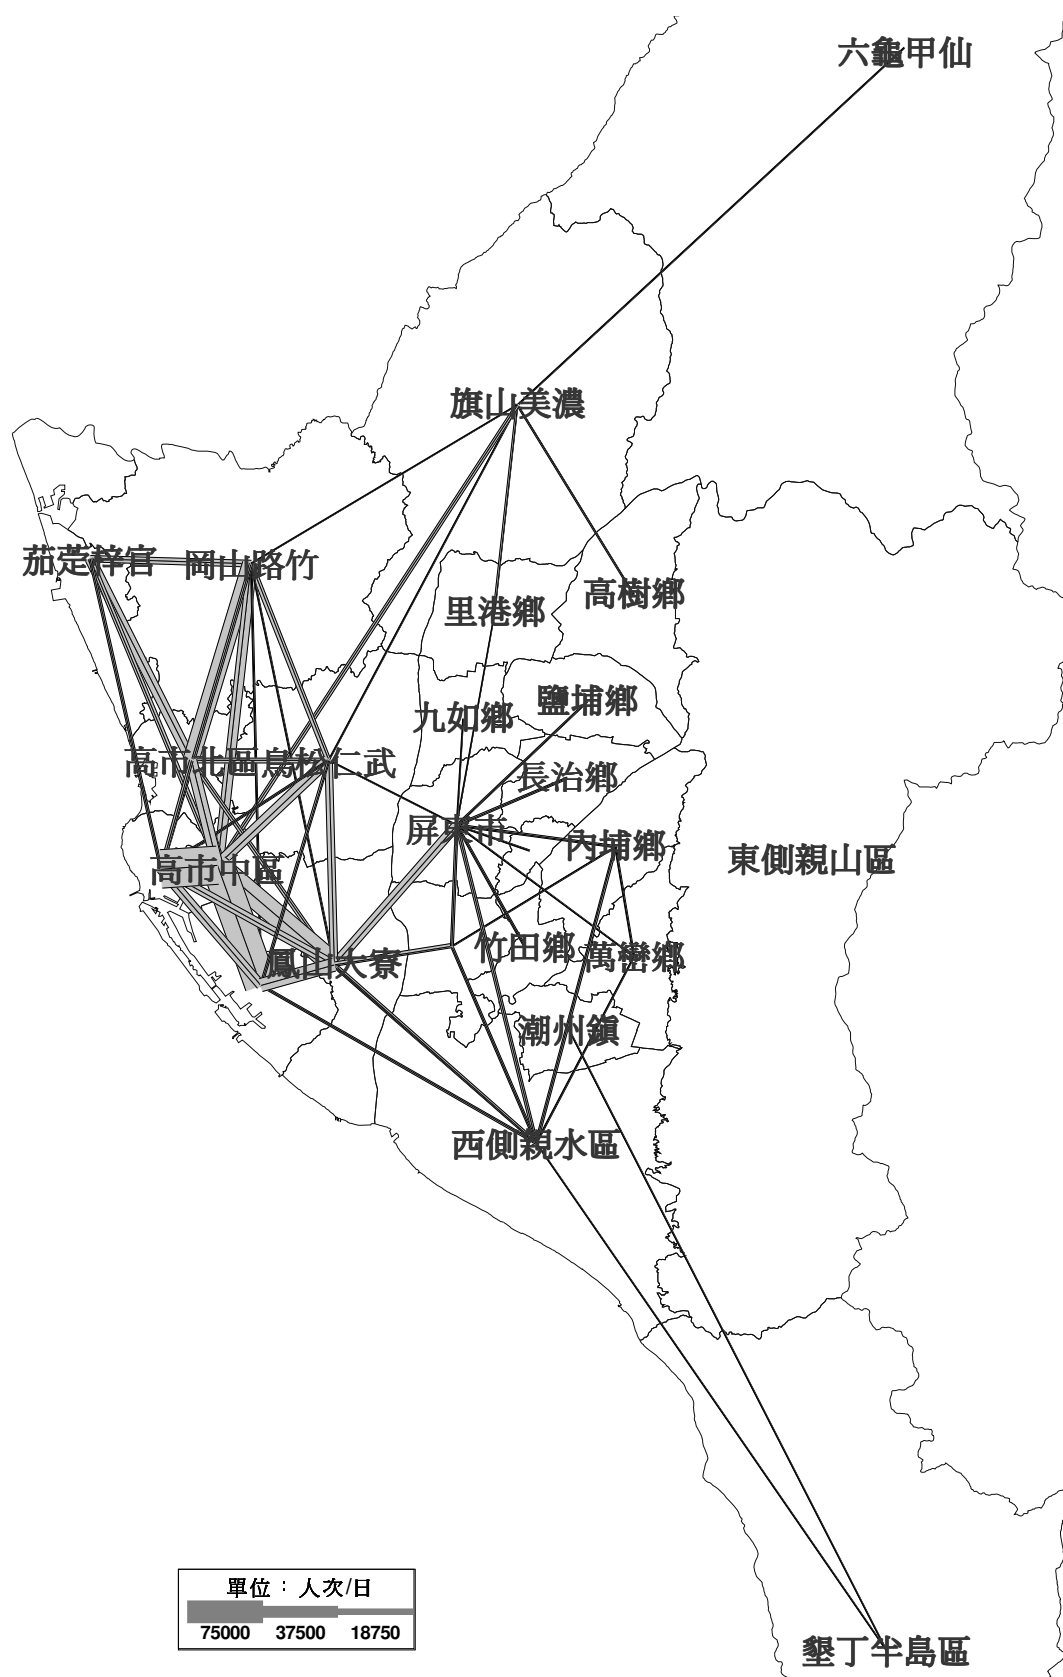 六龜甲仙
旗山美濃
茄萣梓官
岡山路竹
高樹鄉
里港鄉
鹽埔鄉
九如鄉
高市北區
鳥松仁武
長治鄉
屏東市
內埔鄉
東側親山區
高市中區
竹田鄉
萬巒鄉
鳳山大寮
潮州鎮
西側親水區
單位：人次/日
75000 37500 18750
墾丁半島區